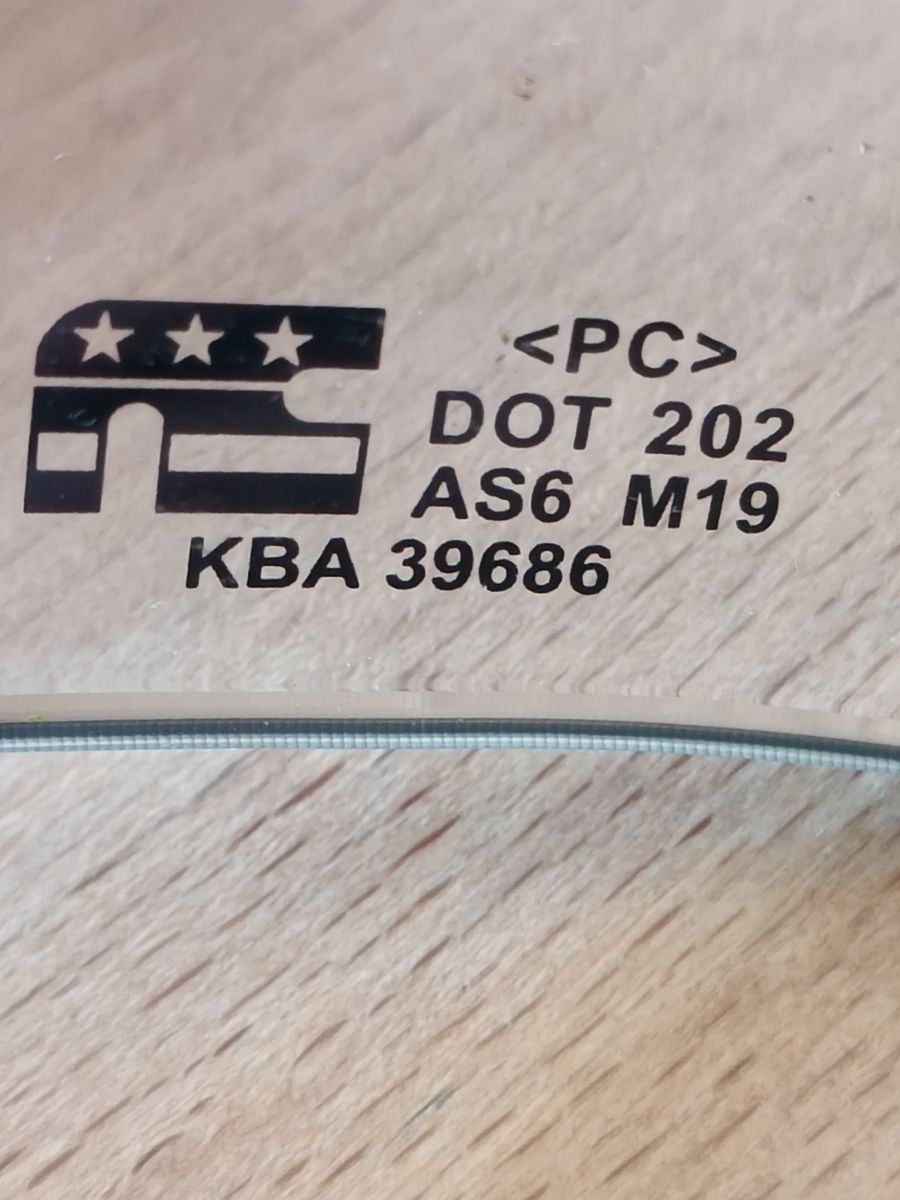 <PC>
DOT 202
AS6 M19
KBA 39686